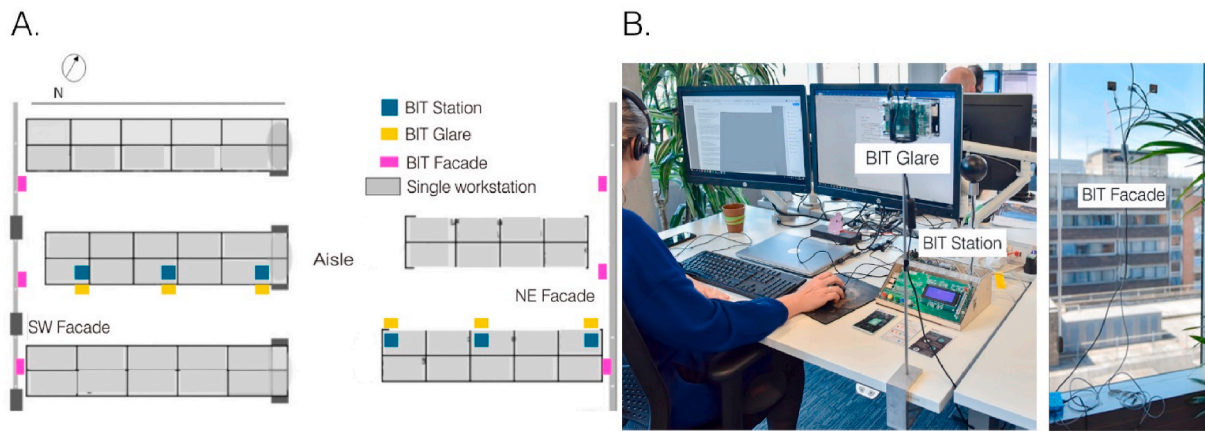 A.
N
BIT Station
BIT Glare
BIT Facade
Single workstation
Aisle
NE Facade
SW Facade
B.
BIT Glare
BIT Station
BIT Facade